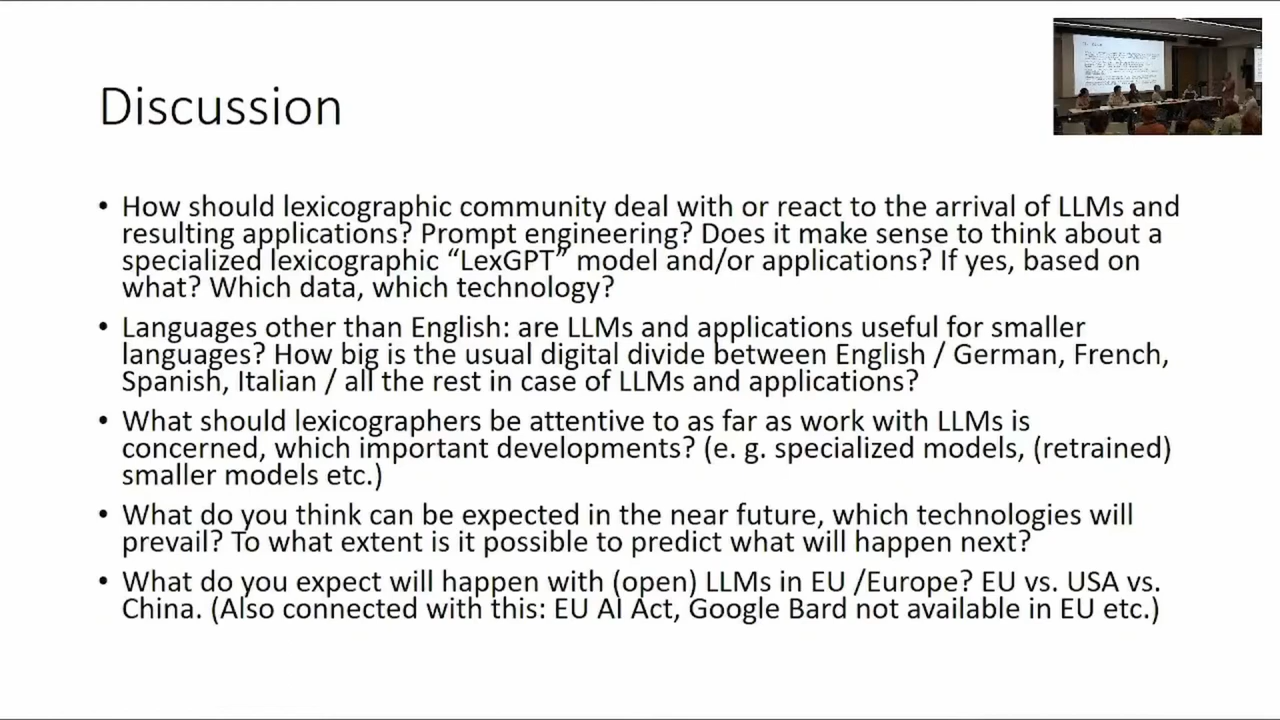 Discussion
• How should lexicographic community deal with or react to the arrival of LLMs and
resulting applications? Prompt engineering? Does it make sense to think about a
specialized lexicographic “LexGPT” model and/or applications? If yes, based on
what? Which data, which technology?
• Languages other than English: are LLMs and applications useful for smaller
languages? How big is the usual digital divide between English / German, French,
Spanish, Italian / all the rest in case of LLMs and applications?
• What should lexicographers be attentive to as far as work with LLMs is
concerned, which important developments? (e. g. specialized models, (retrained)
smaller models etc.)
• What do you think can be expected in the near future, which technologies will
prevail? To what extent is it possible to predict what will happen next?
• What do you expect will happen with (open) LLMs in EU /Europe? EU vs. USA vs.
China. (Also connected with this: EU AI Act, Google Bard not available in EU etc.)